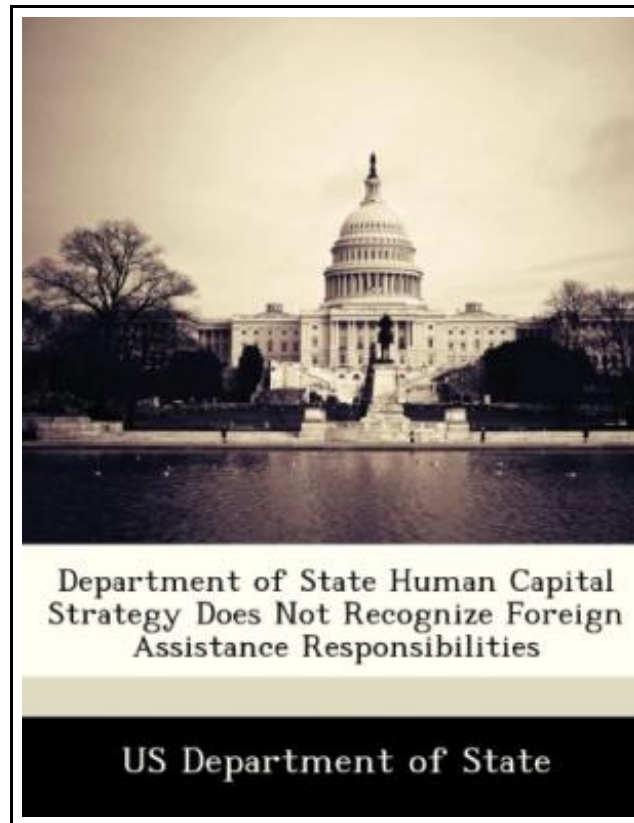 Department of State Human Capital
Strategy Does Not Recognize Foreign
Assistance Responsibilities
US Department of State